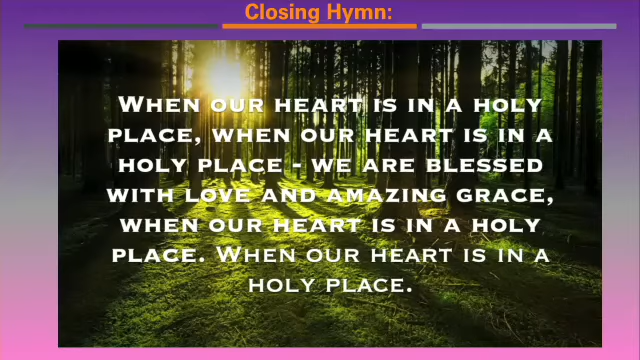 Closing Hymn:
WHEN OUR HEART IS IN A HOLY
PLACE, WHEN OUR HEART IS IN A
HOLY PLACE - WE ARE BLESSED
WITH LOVE AND AMAZING GRACE,
WHEN OUR HEART IS IN A HOLY
PLACE. WHEN OUR HEART IS IN A
HOLY PLACE.